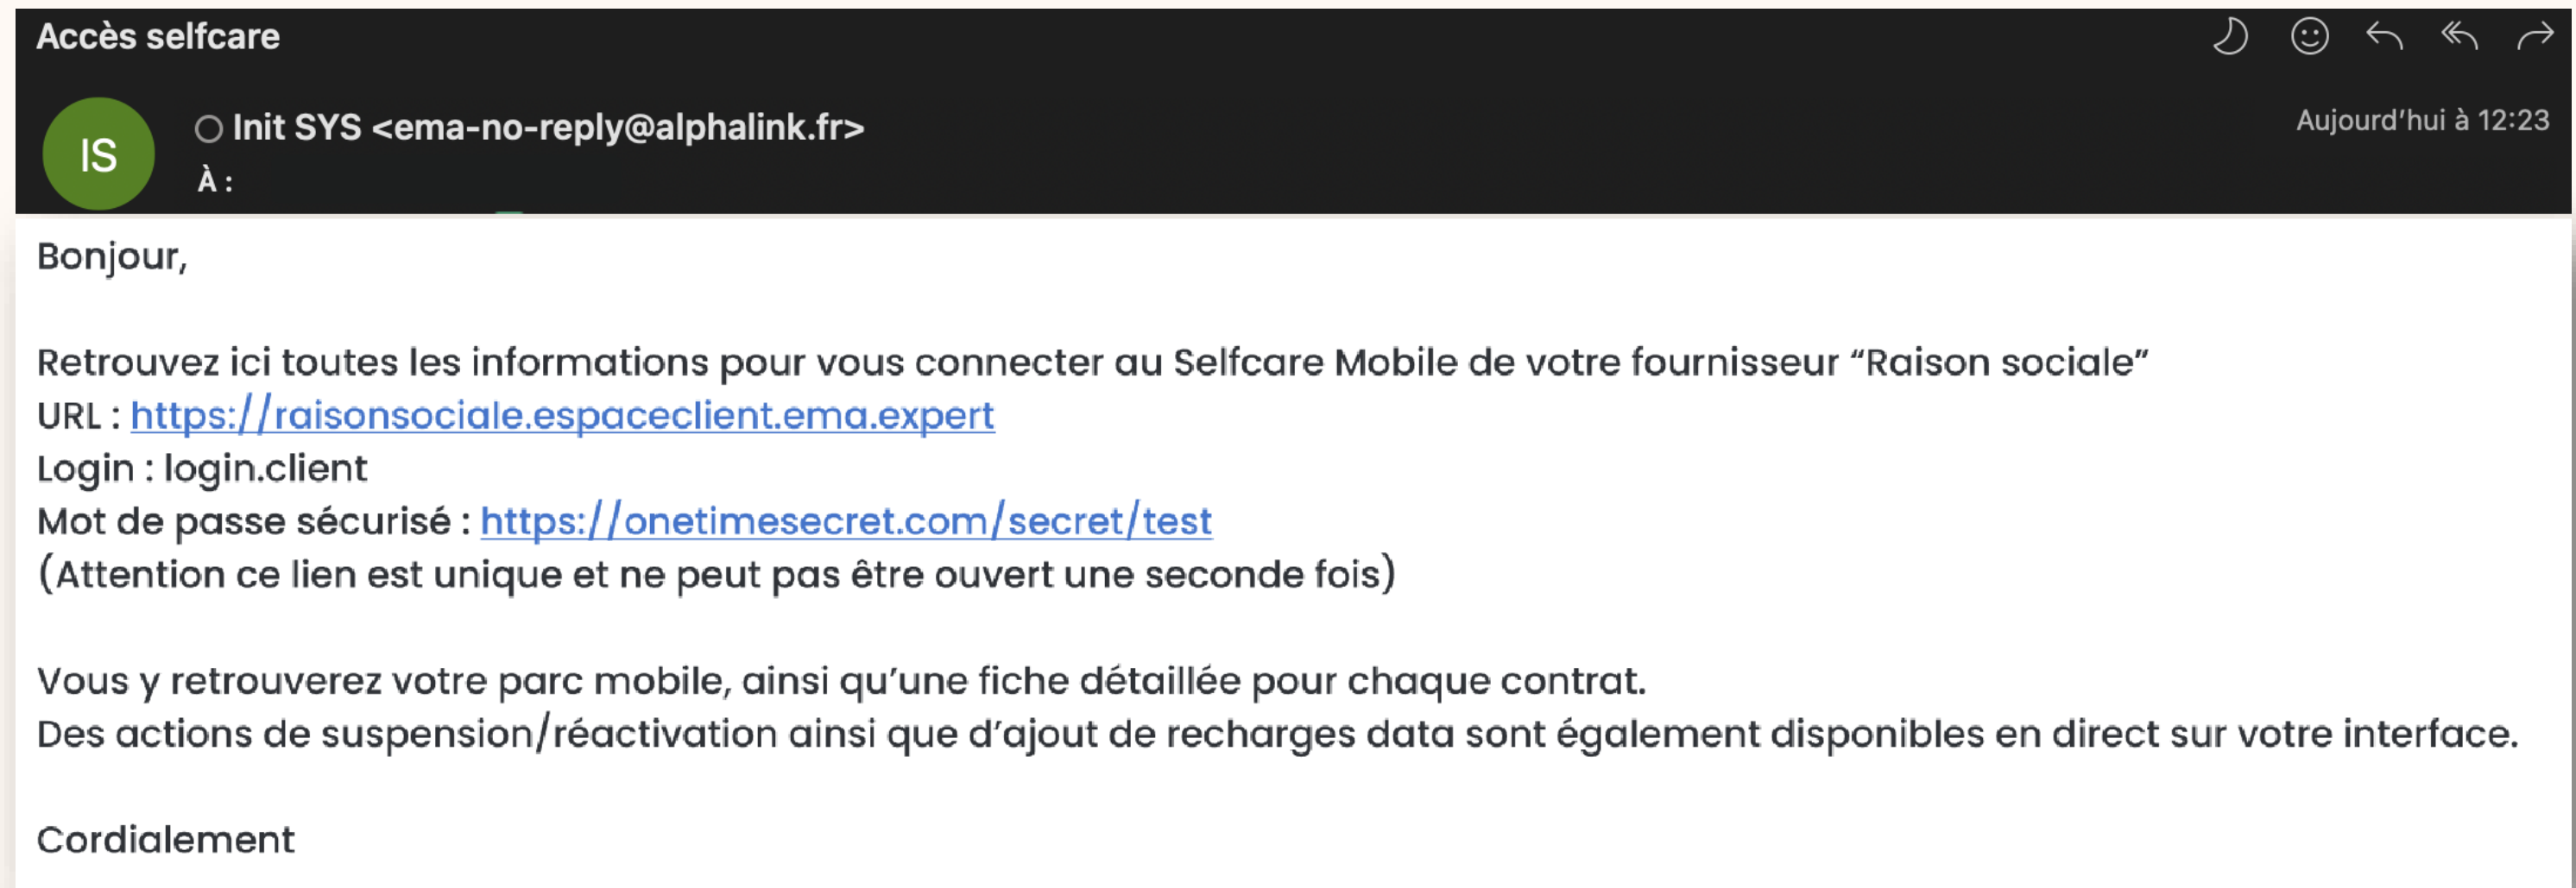 Accès selfcare
IS
Init SYS <ema-no-reply@alphalink.fr>
Aujourd’hui à 12:23
À :
Bonjour,
Retrouvez ici toutes les informations pour vous connecter au Selfcare Mobile de votre fournisseur “Raison sociale”
URL : https://raisonsociale.espaceclient.ema.expert
Login : login.client
Mot de passe sécurisé : https://onetimesecret.com/secret/test
(Attention ce lien est unique et ne peut pas être ouvert une seconde fois)
Vous y retrouverez votre parc mobile, ainsi qu’une fiche détaillée pour chaque contrat.
Des actions de suspension/réactivation ainsi que d’ajout de recharges data sont également disponibles en direct sur votre interface.
Cordialement